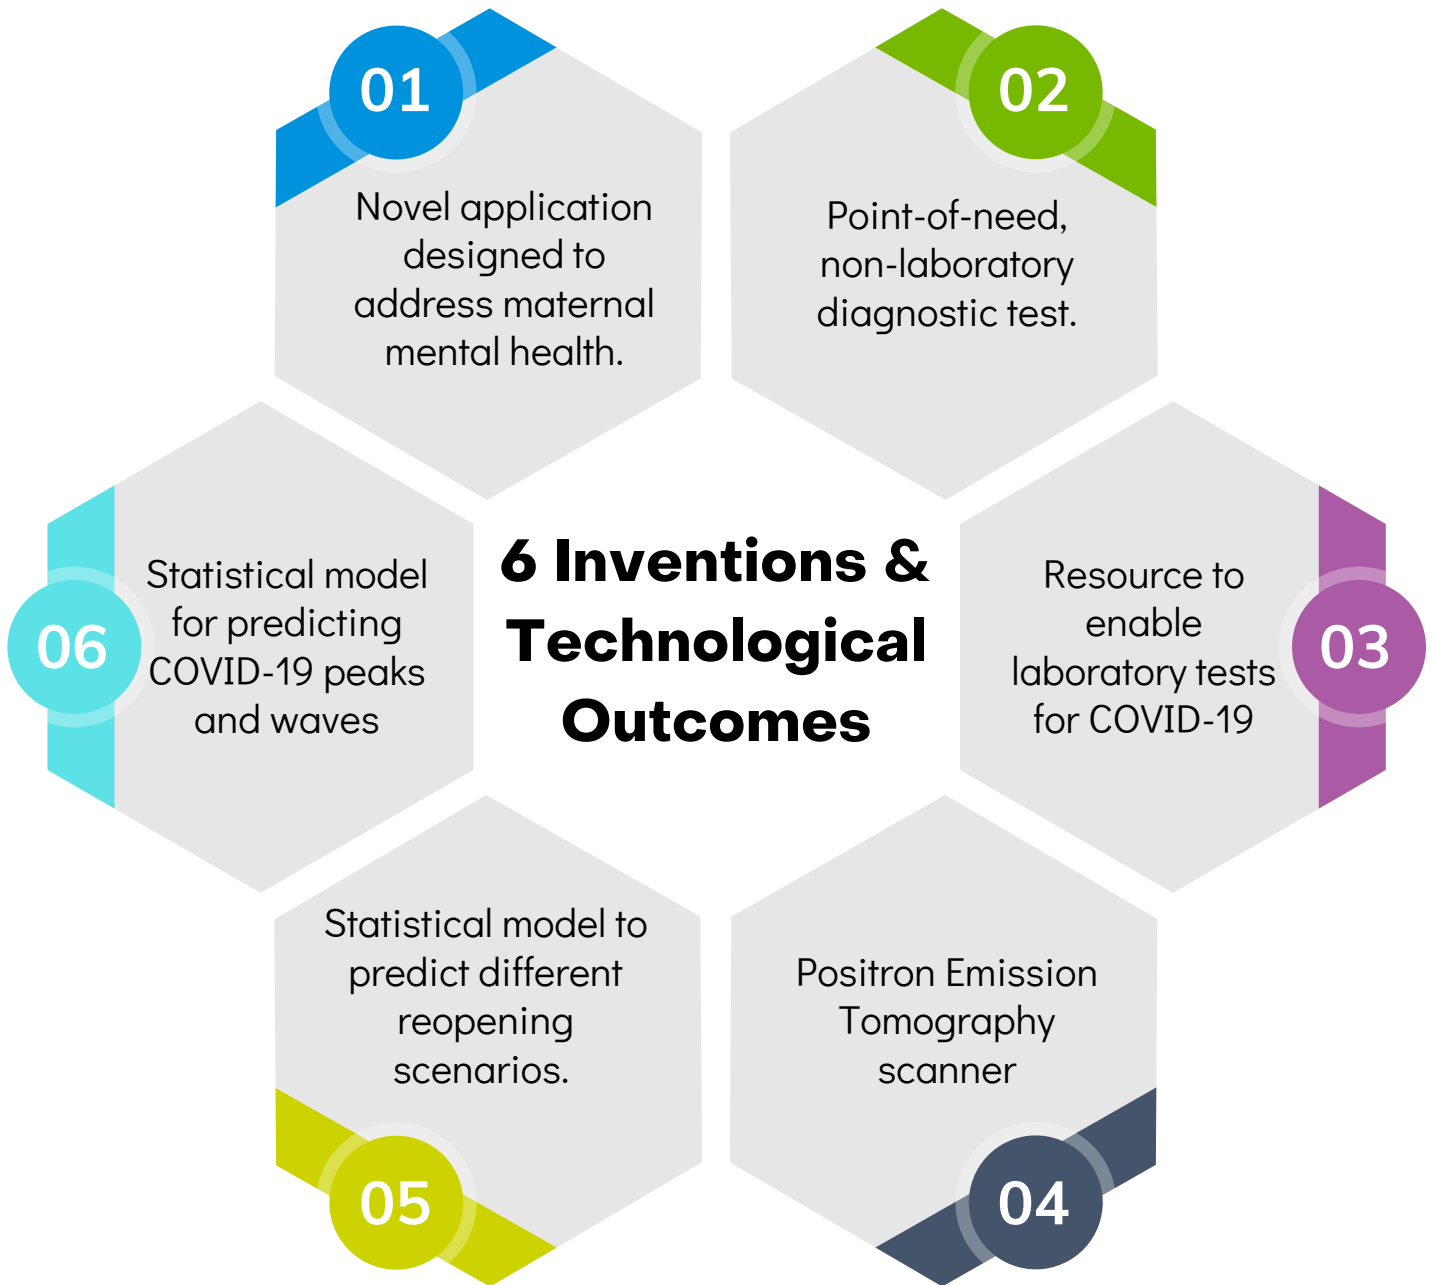 01
Novel application
designed to
address maternal
mental health.
02
Point-of-need,
non-laboratory
diagnostic test.
6 Inventions &
Technological
Outcomes
03
Resource to
enable
laboratory tests
for COVID-19
04
Positron Emission
Tomography
scanner
05
Statistical model to
predict different
reopening
scenarios.
06
Statistical model
for predicting
COVID-19 peaks
and waves